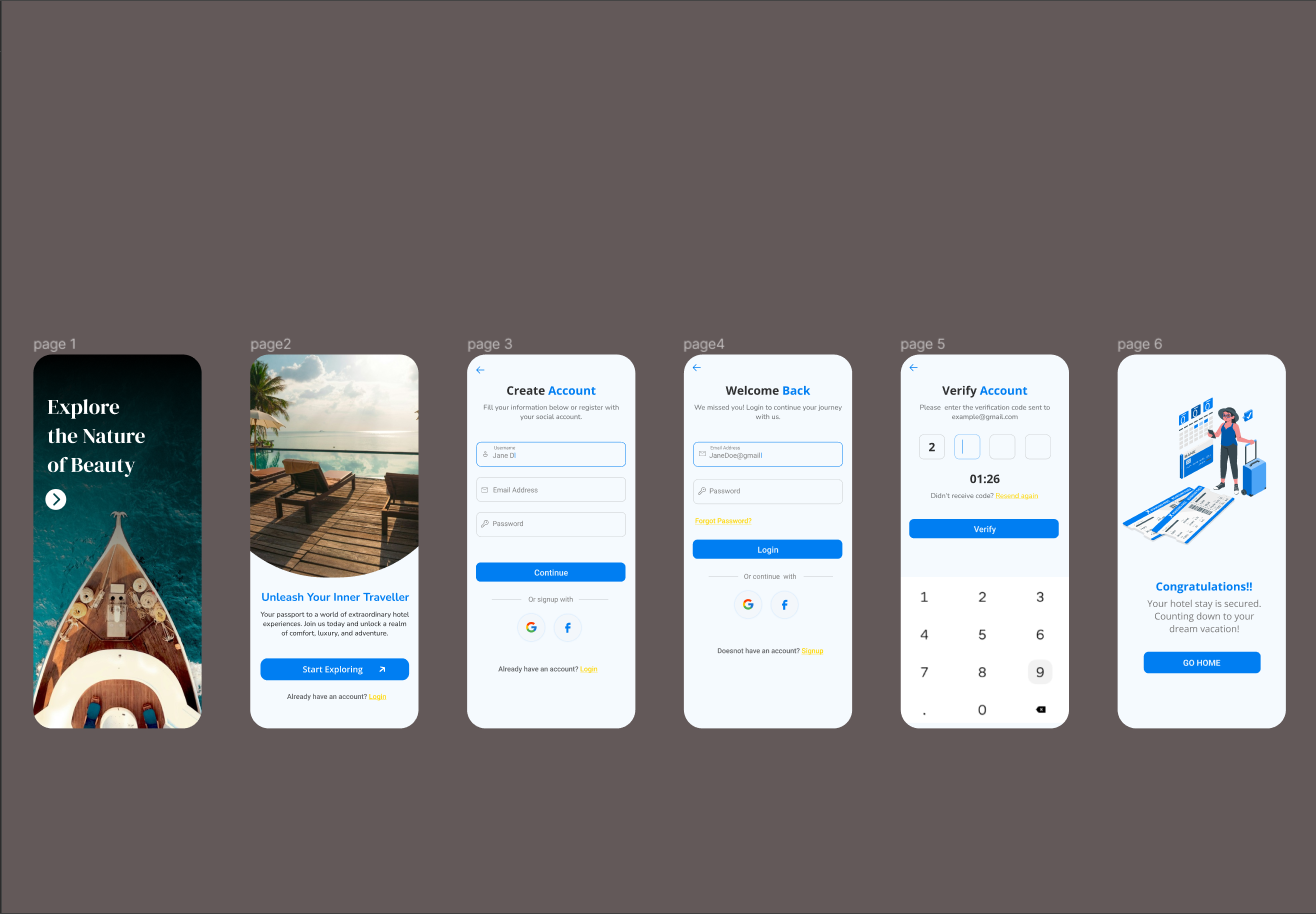 page 1
Explore
the Nature
of Beauty
page2
Unleash Your Inner Traveller
Your passport to a world of extraordinary hotel
experiences. Join us today and unlock a realm
of comfort, luxury, and adventure.
Start Exploring
Already have an account? Login
page 3
Create Account
Fill your information below or register with
your social account.
Username
Jane Dl
Email Address
Password
Continue
Or signup with
G f
Already have an account? Login
page4
Welcome Back
We missed you! Login to continue your journey
with us.
Email Address
JaneDoe@gmaill
Password
Forgot Password?
Login
Or continue with
G f
Doesnot have an account? Signup
page 5
Verify Account
Please enter the verification code sent to
example@gmail.com
2
01:26
Didn't receive code? Resend again
Verify
1 2 3
4 5 6
7 8 9
. 0
page 6
Congratulations!!
Your hotel stay is secured.
Counting down to your
dream vacation!
GO HOME